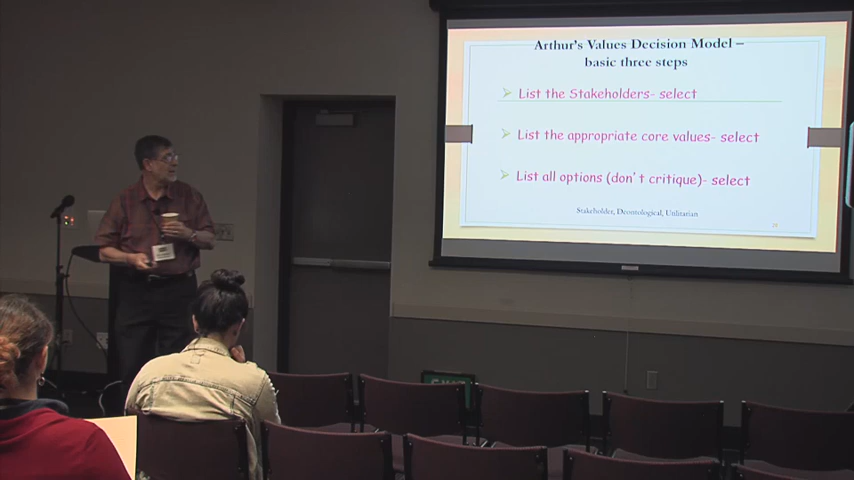 Arthur's Values Decision Model –
basic three steps
List the Stakeholders- select
List the appropriate core values- select
List all options (don't critique)- select
Stakeholder, Deontological, Unlitarian